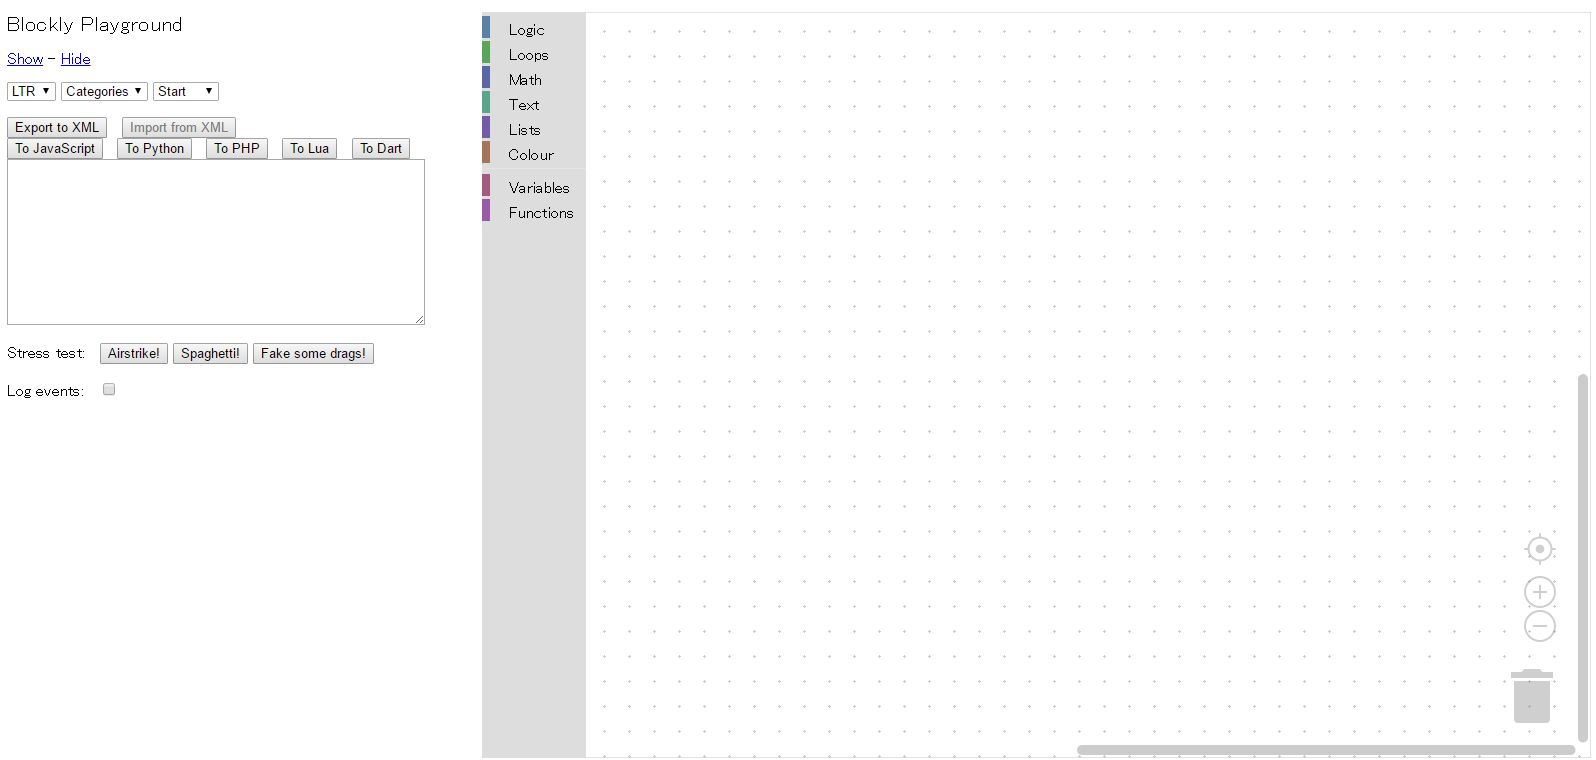 Blockly Playground
Show - Hide
LTR Categories Start
Export to XML Import from XML
To JavaScript To Python To PHP To Lua To Dart
Stress test: Airstrike! Spaghetti! Fake some drags!
Log events:
Logic
Loops
Math
Text
Lists
Colour
Variables
Functions